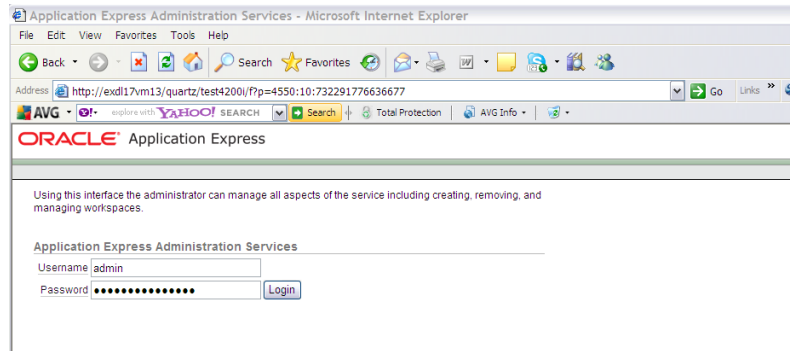 Application Express Administration Services - Microsoft Internet Explorer
File Edit View Favorites Tools Help
Back Search Favorites
Address http://exdl17vm13/quartz/test4200i/f?p=4550:10:732291776636677 Go Links »
AVG explore with YAHOO! SEARCH Search Total Protection AVG Info
ORACLE Application Express
Using this interface the administrator can manage all aspects of the service including creating, removing, and
managing workspaces.
Application Express Administration Services
Username admin
Password ●●●●●●●●●●●●●●● Login